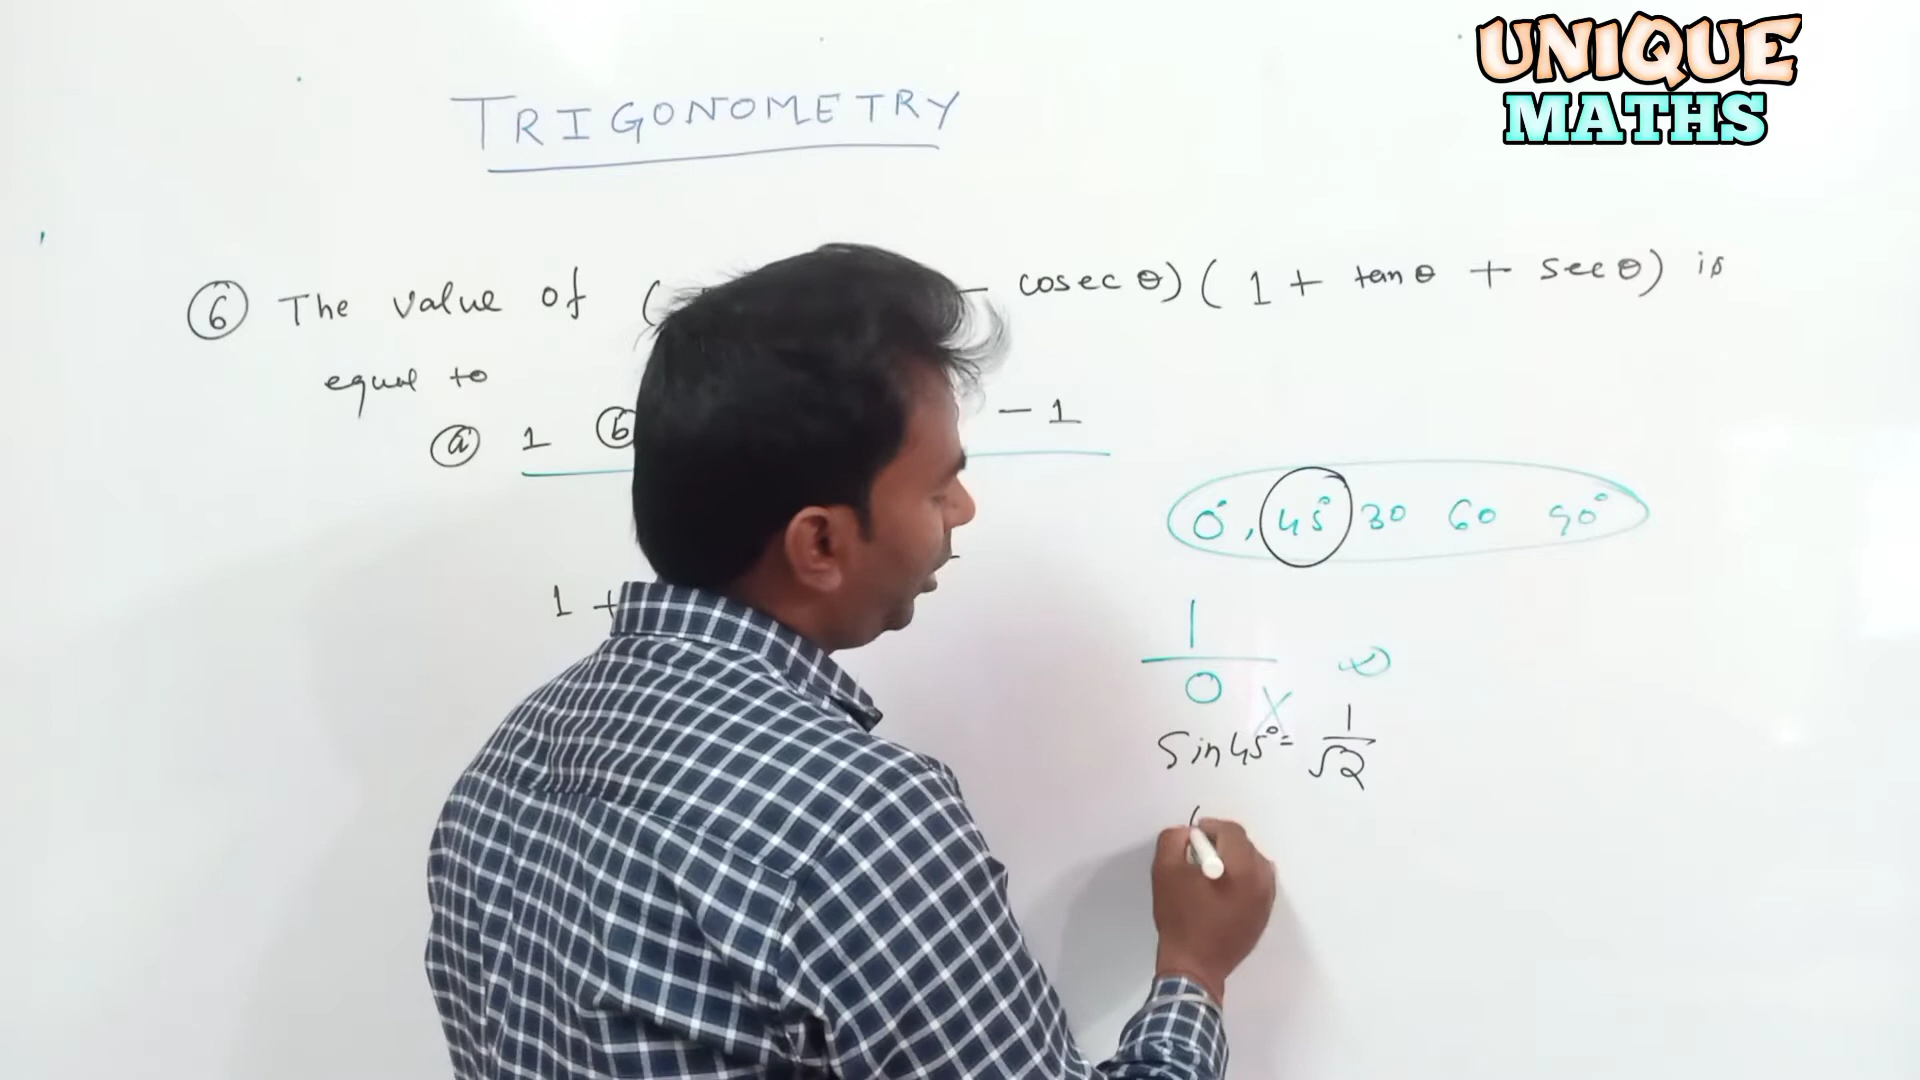 UNIQUE
MATHS
TRIGONOMETRY
6 The value of ( - cosec θ) ( 1 + tan θ + sec θ) is
equal to
a 1 b - 1
0°, 45° 30 60 90°
1 +
1
0
sin 45° = 1/√2